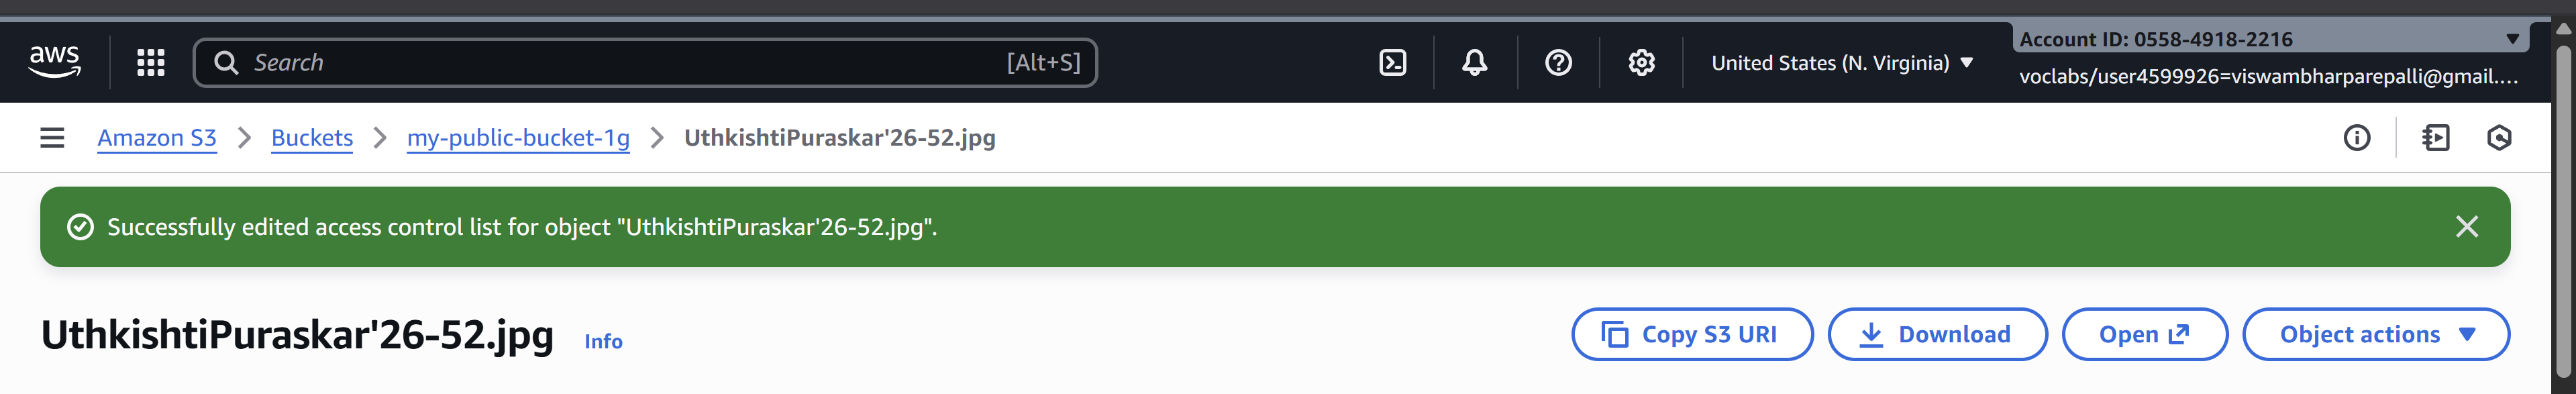 aws
Search [Alt+S]
United States (N. Virginia)
Account ID: 0558-4918-2216
voclabs/user4599926=viswambharparepalli@gmail....
Amazon S3 > Buckets > my-public-bucket-1g > UthkishtiPuraskar'26-52.jpg
Successfully edited access control list for object "UthkishtiPuraskar'26-52.jpg".
UthkishtiPuraskar'26-52.jpg Info
Copy S3 URI Download Open Object actions